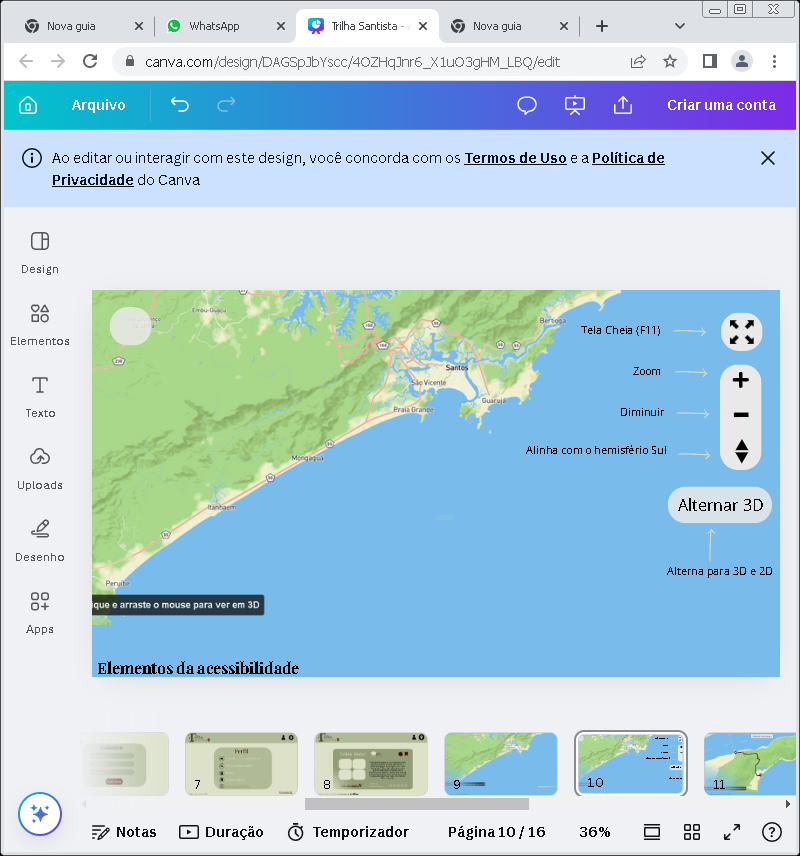 Nova guia
WhatsApp
Trilha Santista -
Nova guia
canva.com/design/DAGSpJbYscc/4OZHqJnr6_X1uO3gHM_LBQ/edit
Arquivo
Criar uma conta
Ao editar ou interagir com este design, você concorda com os Termos de Uso e a Política de
Privacidade do Canva
Design
Elementos
Texto
Uploads
Desenho
Apps
Embu-Guaçu
Bertioga
Santos
São Vicente
Guarujá
Praia Grande
Mongaguá
Itanhaém
Peruíbe
Tela Cheia (F11)
Zoom
Diminuir
Alinha com o hemisfério Sul
Alternar 3D
Alterna para 3D e 2D
ique e arraste o mouse para ver em 3D
Elementos da acessibilidade
Perfil
7
8
9
10
11
Notas
Duração
Temporizador
Página 10 / 16
36%